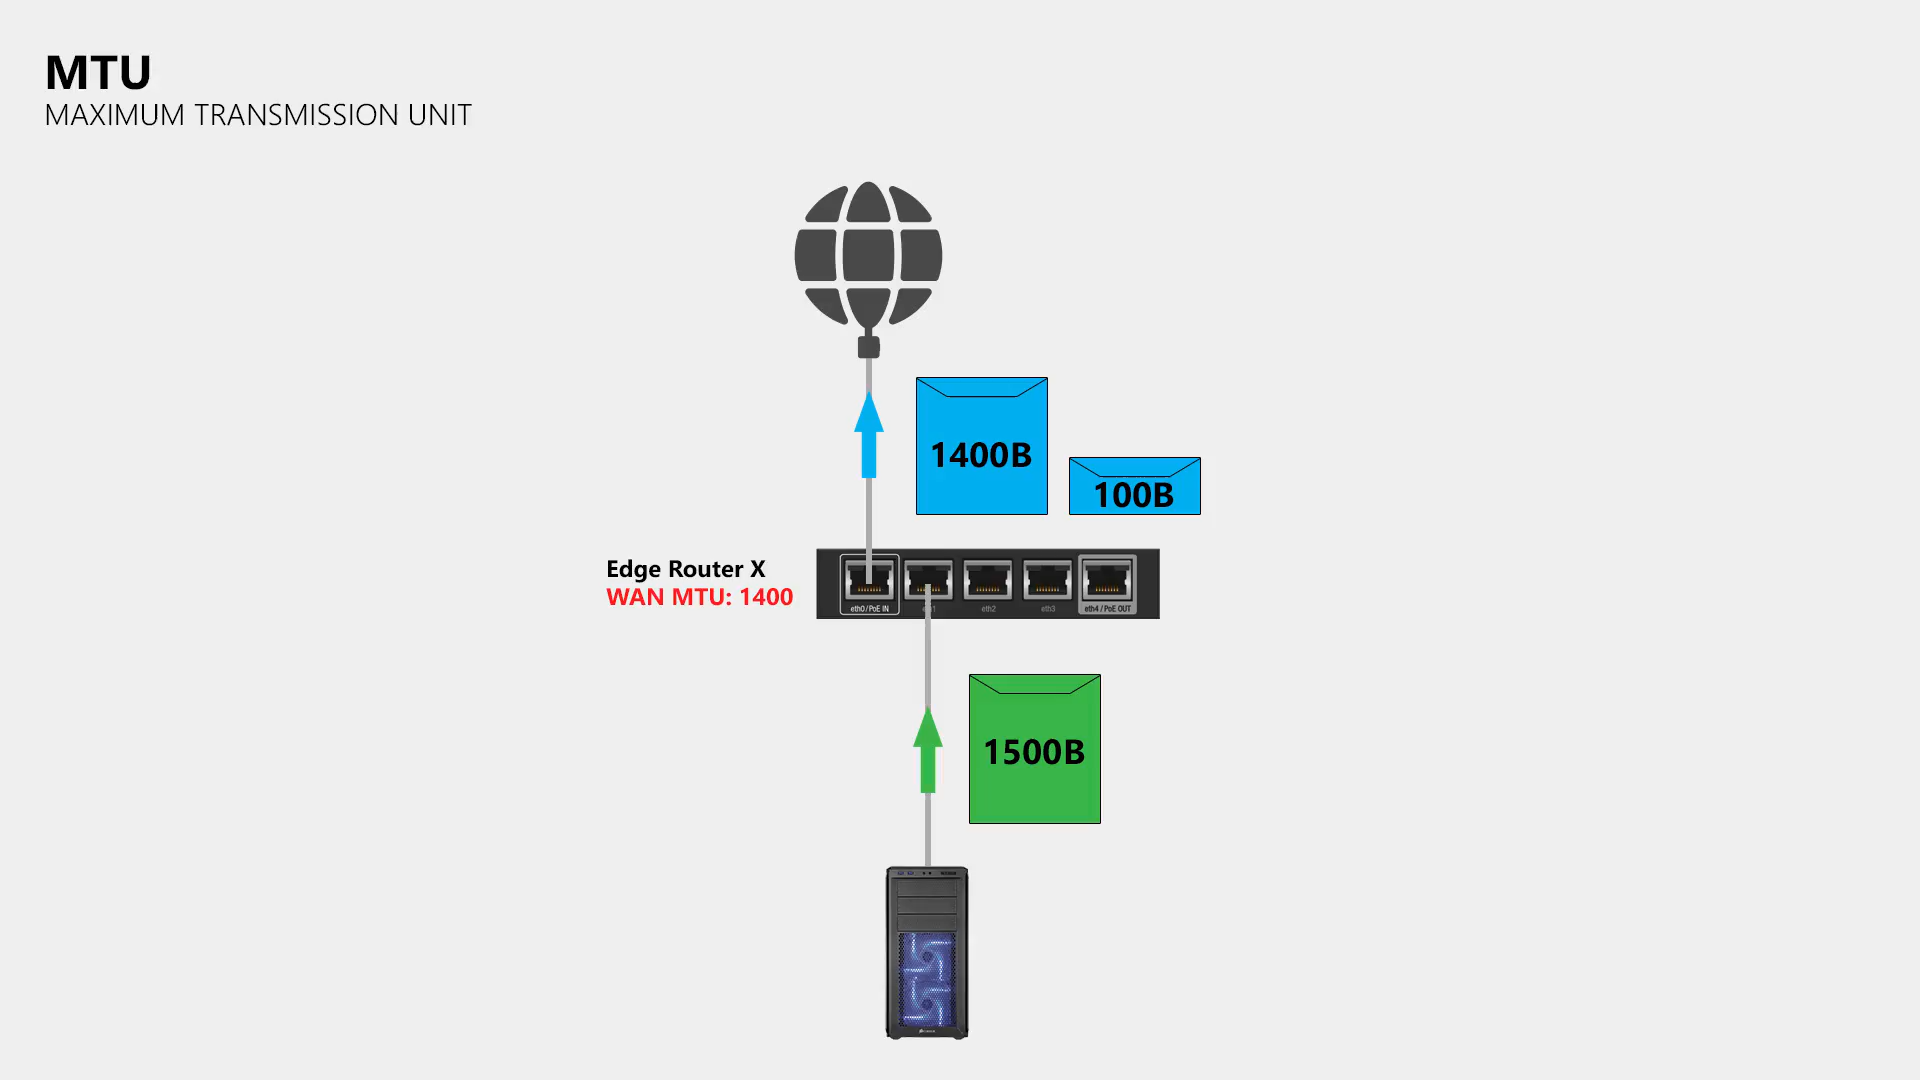 MTU
MAXIMUM TRANSMISSION UNIT
1400B
100B
Edge Router X
WAN MTU: 1400
eth0 / PoE IN
eth2
eth3
eth4 / PoE OUT
1500B